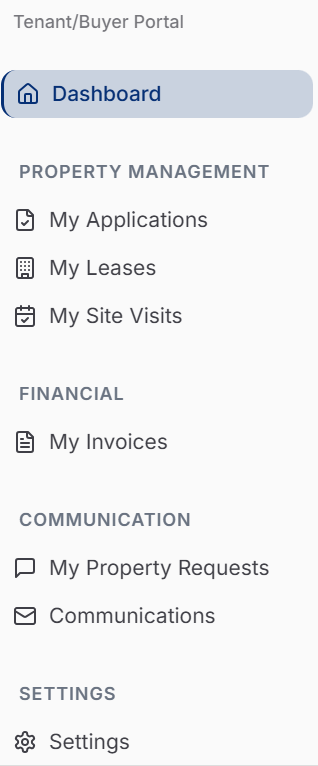 Tenant/Buyer Portal
Dashboard
PROPERTY MANAGEMENT
My Applications
My Leases
My Site Visits
FINANCIAL
My Invoices
COMMUNICATION
My Property Requests
Communications
SETTINGS
Settings